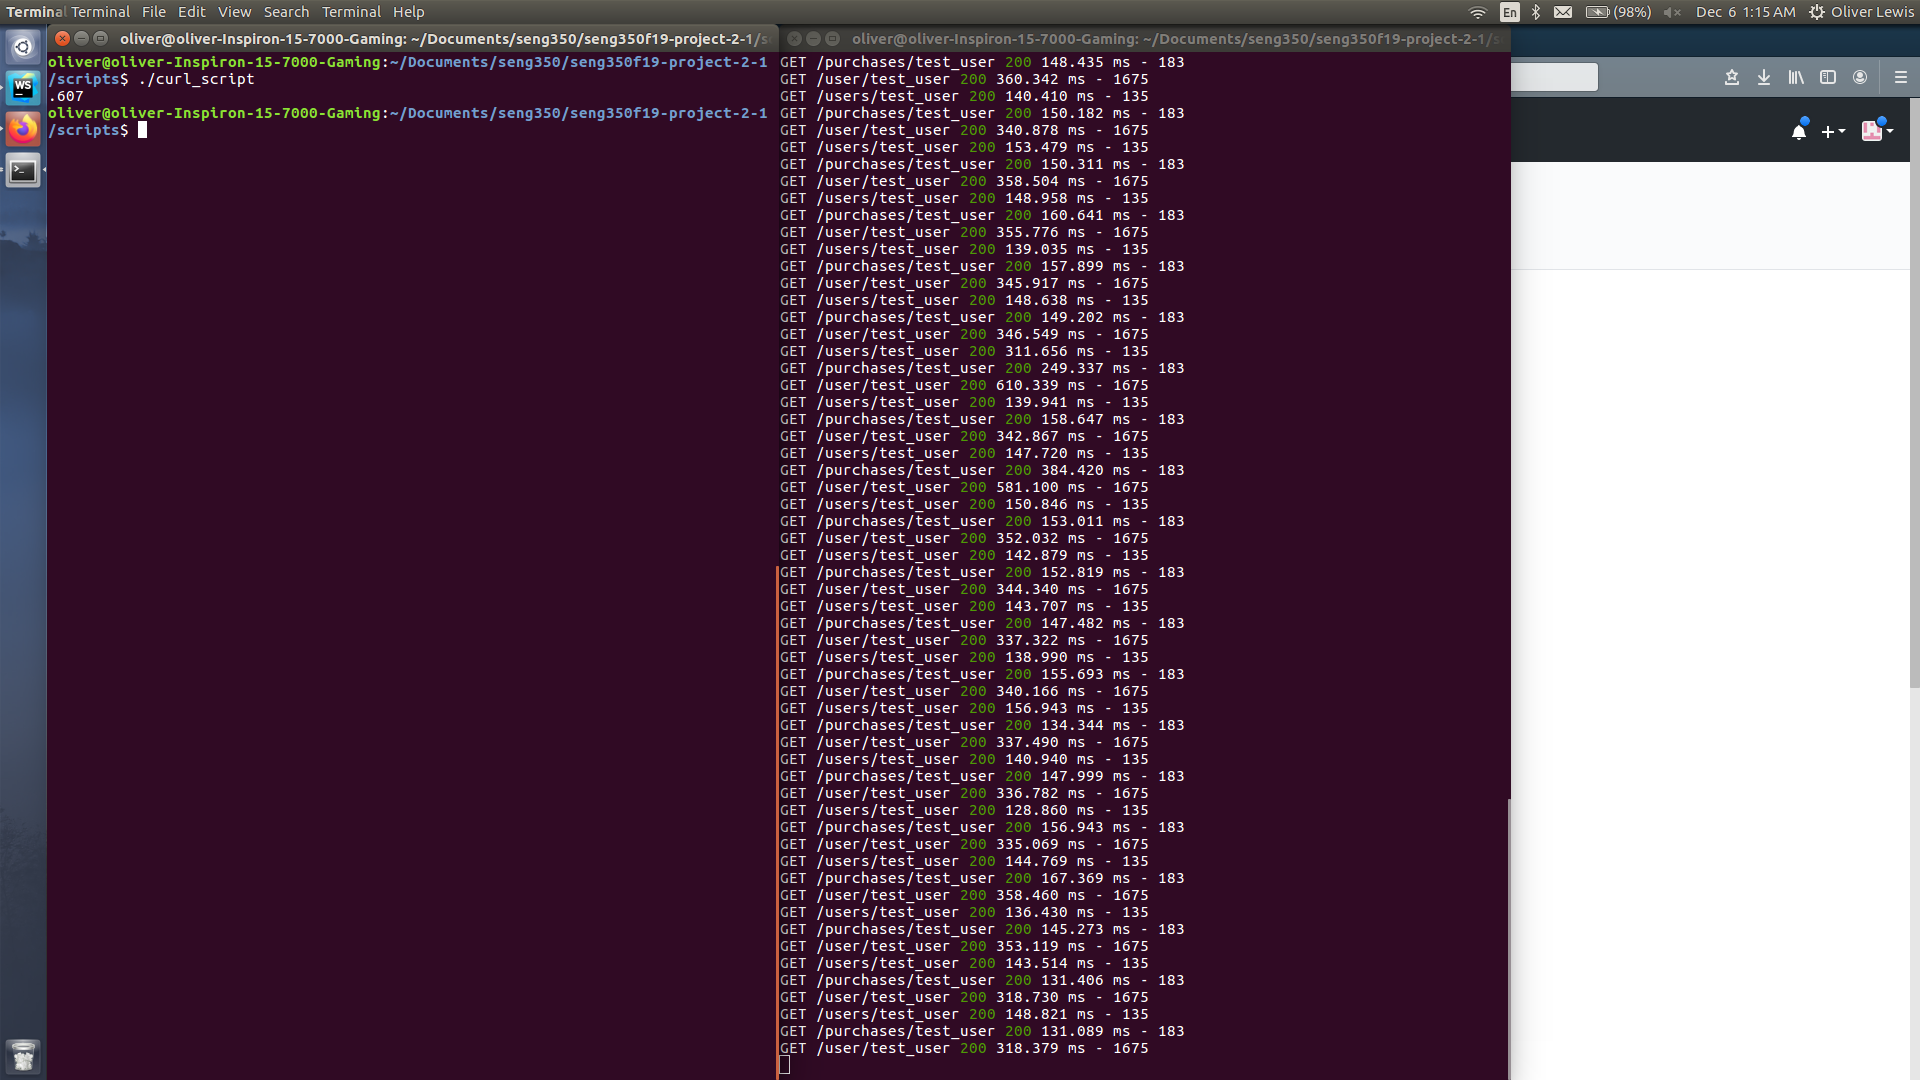 Terminal Terminal File Edit View Search Terminal Help
En (98%) Dec 6 1:15 AM Oliver Lewis
oliver@oliver-Inspiron-15-7000-Gaming: ~/Documents/seng350/seng350f19-project-2-1/s
oliver@oliver-Inspiron-15-7000-Gaming:~/Documents/seng350/seng350f19-project-2-1
/scripts$ ./curl_script
.607
oliver@oliver-Inspiron-15-7000-Gaming:~/Documents/seng350/seng350f19-project-2-1
/scripts$
WS
oliver@oliver-Inspiron-15-7000-Gaming: ~/Documents/seng350/seng350f19-project-2-1/s
GET /purchases/test_user 200 148.435 ms - 183
GET /user/test_user 200 360.342 ms - 1675
GET /users/test_user 200 140.410 ms - 135
GET /purchases/test_user 200 150.182 ms - 183
GET /user/test_user 200 340.878 ms - 1675
GET /users/test_user 200 153.479 ms - 135
GET /purchases/test_user 200 150.311 ms - 183
GET /user/test_user 200 358.504 ms - 1675
GET /users/test_user 200 148.958 ms - 135
GET /purchases/test_user 200 160.641 ms - 183
GET /user/test_user 200 355.776 ms - 1675
GET /users/test_user 200 139.035 ms - 135
GET /purchases/test_user 200 157.899 ms - 183
GET /user/test_user 200 345.917 ms - 1675
GET /users/test_user 200 148.638 ms - 135
GET /purchases/test_user 200 149.202 ms - 183
GET /user/test_user 200 346.549 ms - 1675
GET /users/test_user 200 311.656 ms - 135
GET /purchases/test_user 200 249.337 ms - 183
GET /user/test_user 200 610.339 ms - 1675
GET /users/test_user 200 139.941 ms - 135
GET /purchases/test_user 200 158.647 ms - 183
GET /user/test_user 200 342.867 ms - 1675
GET /users/test_user 200 147.720 ms - 135
GET /purchases/test_user 200 384.420 ms - 183
GET /user/test_user 200 581.100 ms - 1675
GET /users/test_user 200 150.846 ms - 135
GET /purchases/test_user 200 153.011 ms - 183
GET /user/test_user 200 352.032 ms - 1675
GET /users/test_user 200 142.879 ms - 135
GET /purchases/test_user 200 152.819 ms - 183
GET /user/test_user 200 344.340 ms - 1675
GET /users/test_user 200 143.707 ms - 135
GET /purchases/test_user 200 147.482 ms - 183
GET /user/test_user 200 337.322 ms - 1675
GET /users/test_user 200 138.990 ms - 135
GET /purchases/test_user 200 155.693 ms - 183
GET /user/test_user 200 340.166 ms - 1675
GET /users/test_user 200 156.943 ms - 135
GET /purchases/test_user 200 134.344 ms - 183
GET /user/test_user 200 337.490 ms - 1675
GET /users/test_user 200 140.940 ms - 135
GET /purchases/test_user 200 147.999 ms - 183
GET /user/test_user 200 336.782 ms - 1675
GET /users/test_user 200 128.860 ms - 135
GET /purchases/test_user 200 156.943 ms - 183
GET /user/test_user 200 335.069 ms - 1675
GET /users/test_user 200 144.769 ms - 135
GET /purchases/test_user 200 167.369 ms - 183
GET /user/test_user 200 358.460 ms - 1675
GET /users/test_user 200 136.430 ms - 135
GET /purchases/test_user 200 145.273 ms - 183
GET /user/test_user 200 353.119 ms - 1675
GET /users/test_user 200 143.514 ms - 135
GET /purchases/test_user 200 131.406 ms - 183
GET /user/test_user 200 318.730 ms - 1675
GET /users/test_user 200 148.821 ms - 135
GET /purchases/test_user 200 131.089 ms - 183
GET /user/test_user 200 318.379 ms - 1675